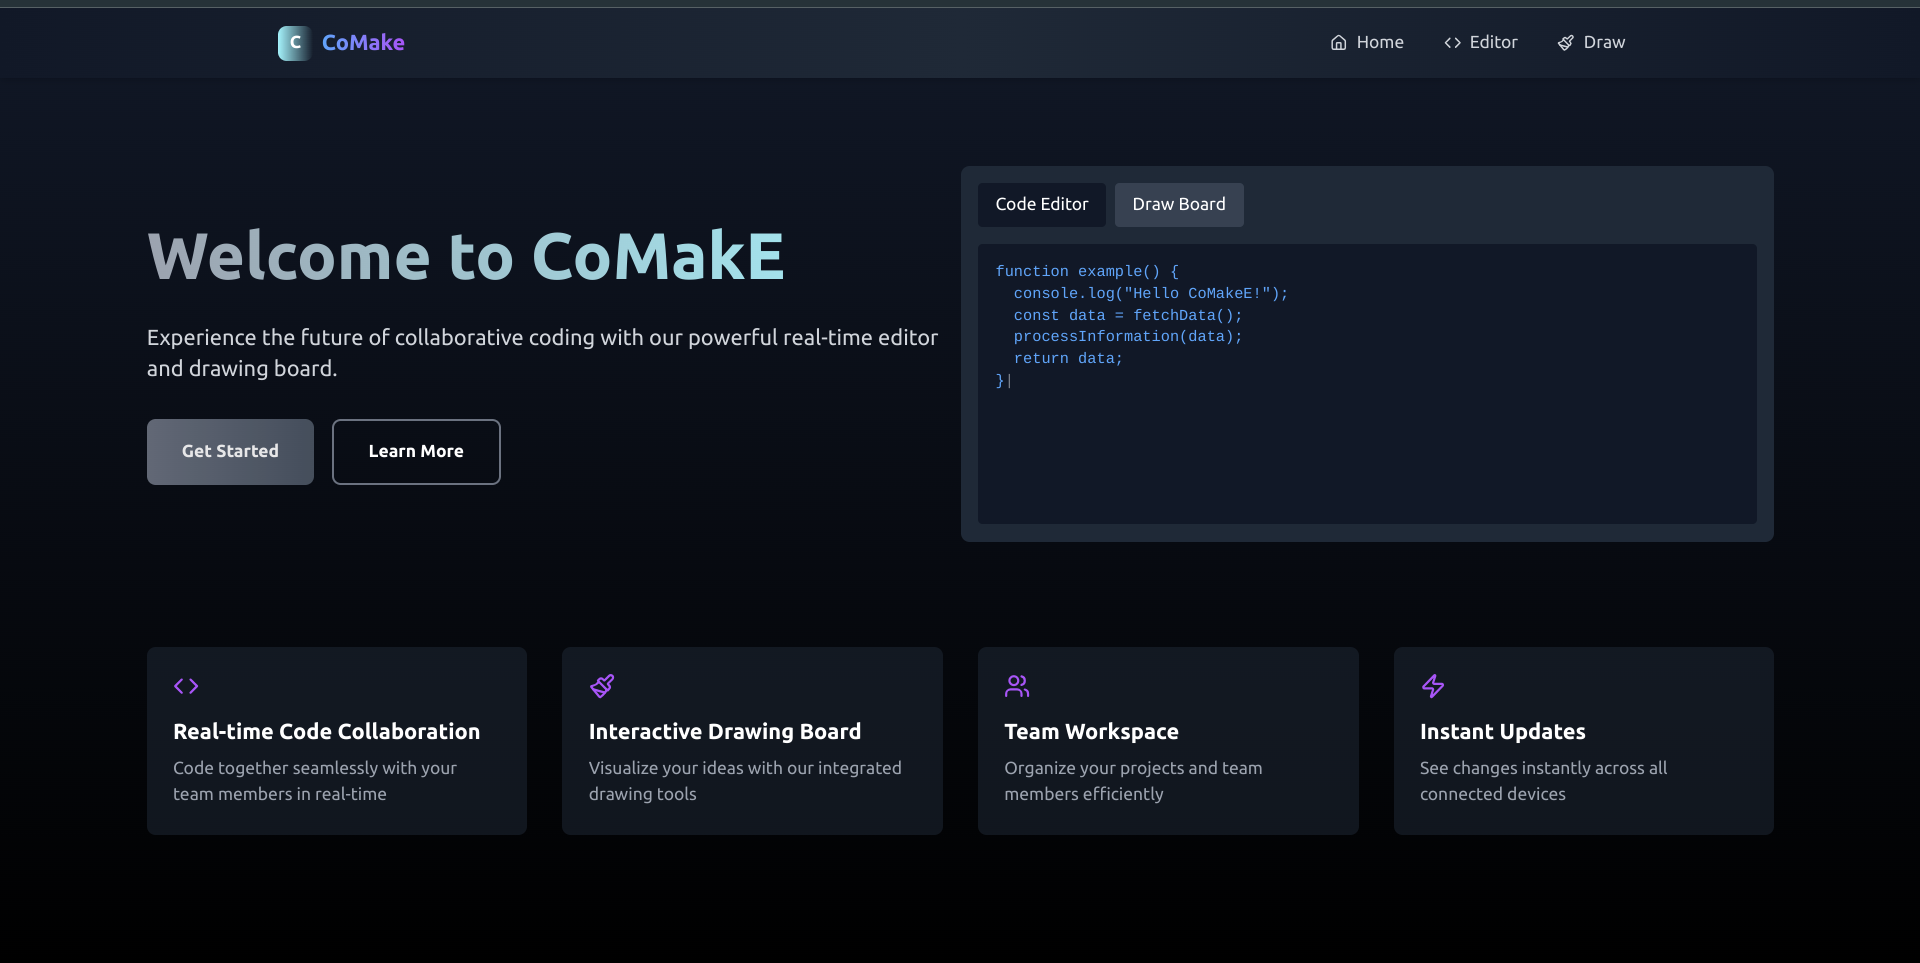 C CoMake
Home Editor Draw
Welcome to CoMakE
Experience the future of collaborative coding with our powerful real-time editor
and drawing board.
Get Started Learn More
Code Editor Draw Board
function example() {
  console.log("Hello CoMakeE!");
  const data = fetchData();
  processInformation(data);
  return data;
}|
Real-time Code Collaboration
Code together seamlessly with your
team members in real-time
Interactive Drawing Board
Visualize your ideas with our integrated
drawing tools
Team Workspace
Organize your projects and team
members efficiently
Instant Updates
See changes instantly across all
connected devices